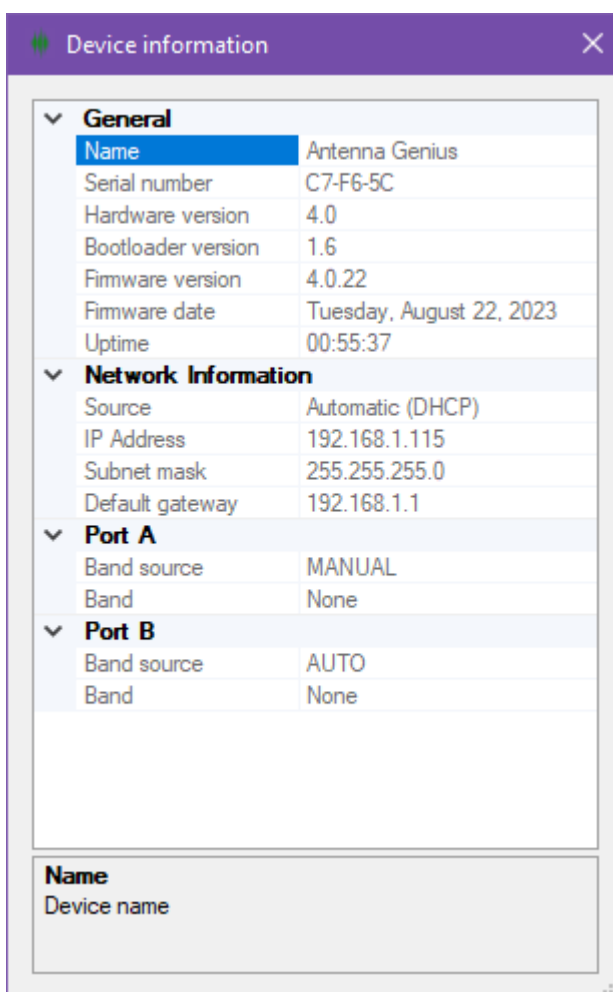 Device information
General
Name Antenna Genius
Serial number C7-F6-5C
Hardware version 4.0
Bootloader version 1.6
Firmware version 4.0.22
Firmware date Tuesday, August 22, 2023
Uptime 00:55:37
Network Information
Source Automatic (DHCP)
IP Address 192.168.1.115
Subnet mask 255.255.255.0
Default gateway 192.168.1.1
Port A
Band source MANUAL
Band None
Port B
Band source AUTO
Band None
Name
Device name